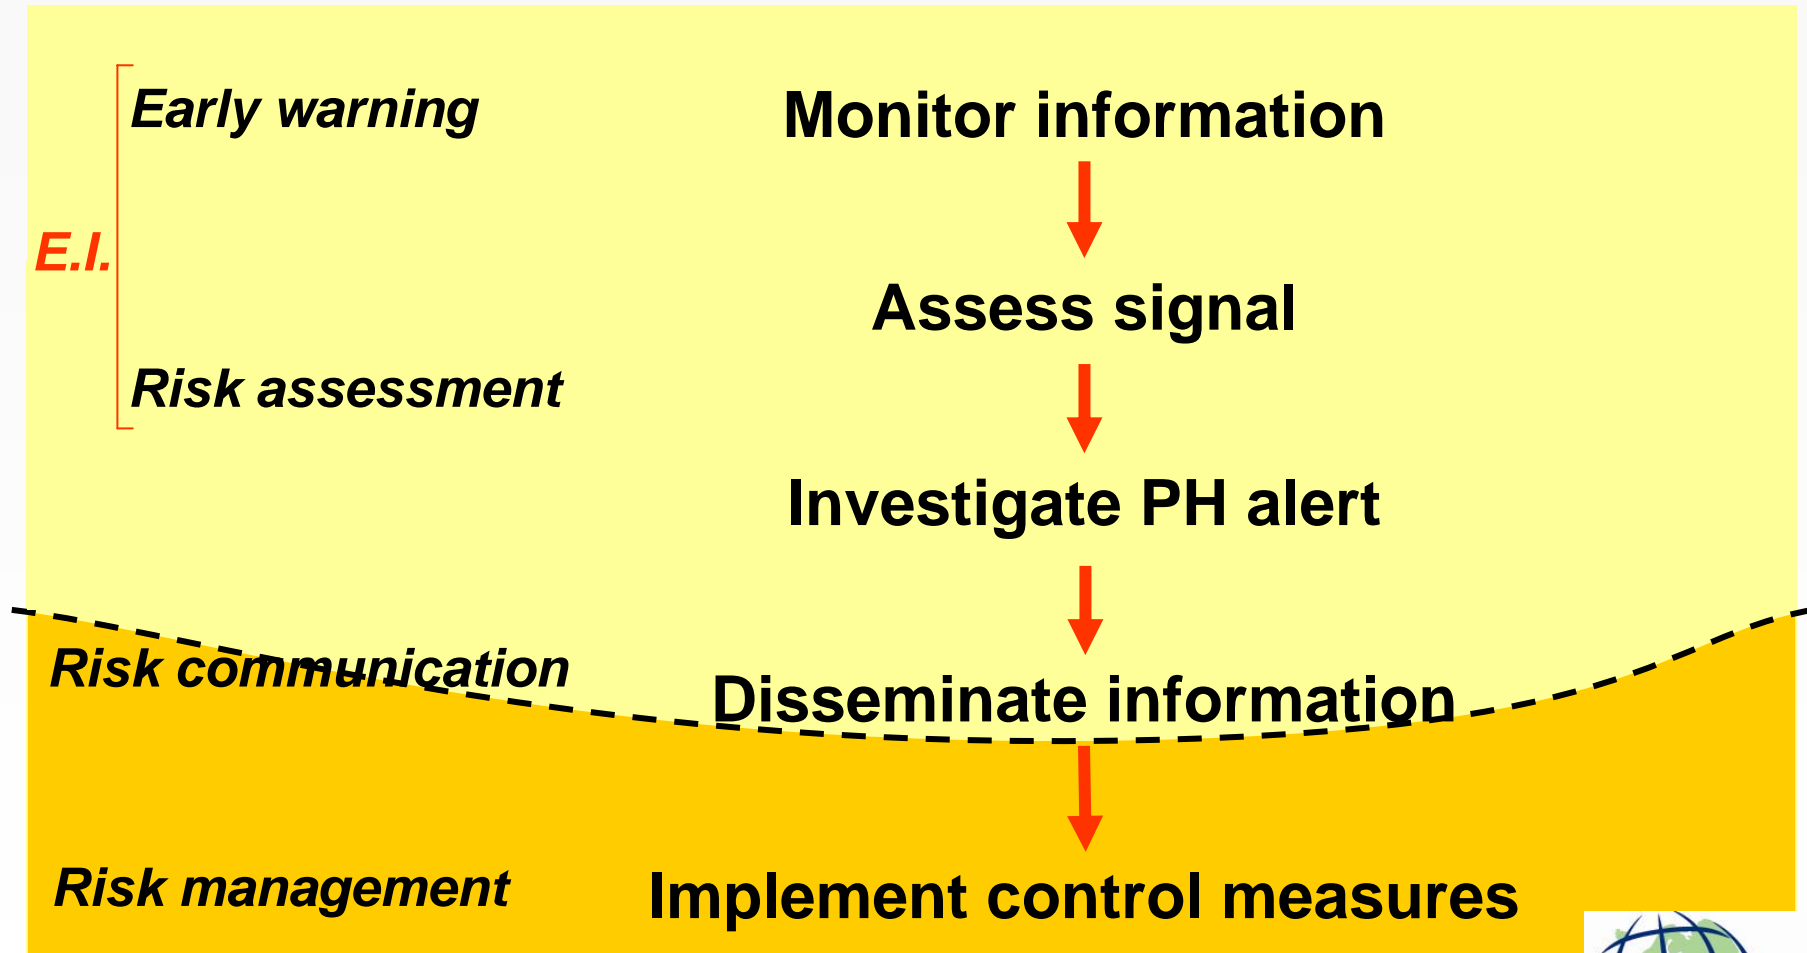 Early warning
Monitor information
E.I.
Assess signal
Risk assessment
Investigate PH alert
Risk communication
Disseminate information
Risk management
Implement control measures